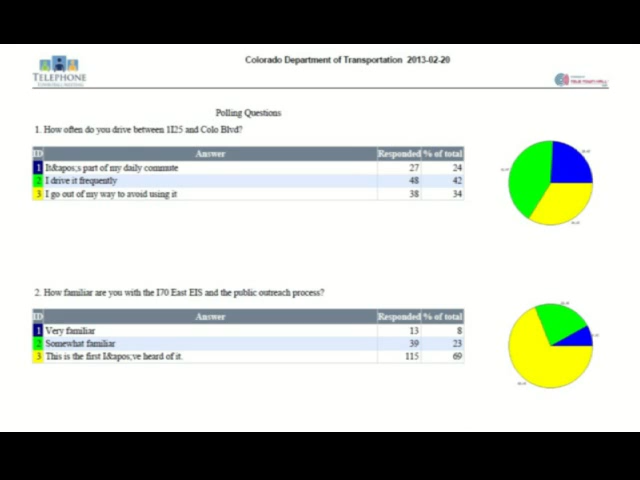 Colorado Department of Transportation 2013-02-20
TELEPHONE
Polling Questions
1. How often do you drive between 1I25 and Colo Blvd?
ID Answer Responded % of total
1 It&apos;s part of my daily commute 27 24
2 I drive it frequently 48 42
3 I go out of my way to avoid using it 38 34
2. How familiar are you with the I70 East EIS and the public outreach process?
ID Answer Responded % of total
1 Very familiar 13 8
2 Somewhat familiar 39 23
3 This is the first I&apos;ve heard of it. 115 69